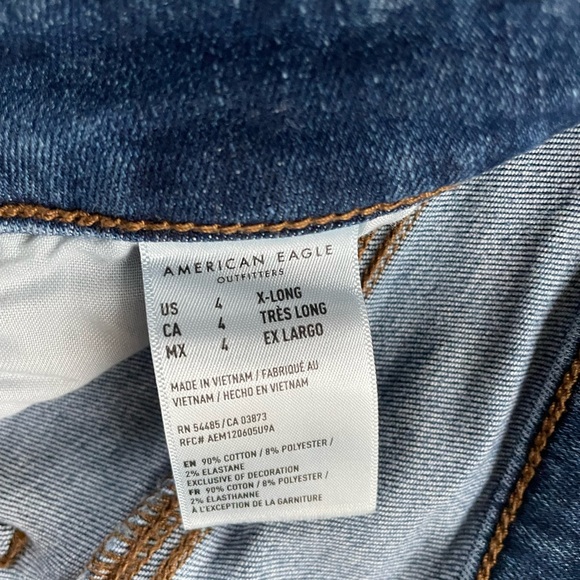 AMERICAN EAGLE
OUTFITTERS
US 4 X-LONG
CA 4 TRÈS LONG
MX 4 EX LARGO
MADE IN VIETNAM / FABRIQUÉ AU
VIETNAM / HECHO EN VIETNAM
RN 54485 / CA 03873
RFC# AEM120605U9A
EN 90% COTTON / 8% POLYESTER /
2% ELASTANE
EXCLUSIVE OF DECORATION
FR 90% COTON / 8% POLYESTER /
2% ÉLASTHANNE
À L'EXCEPTION DE LA GARNITURE